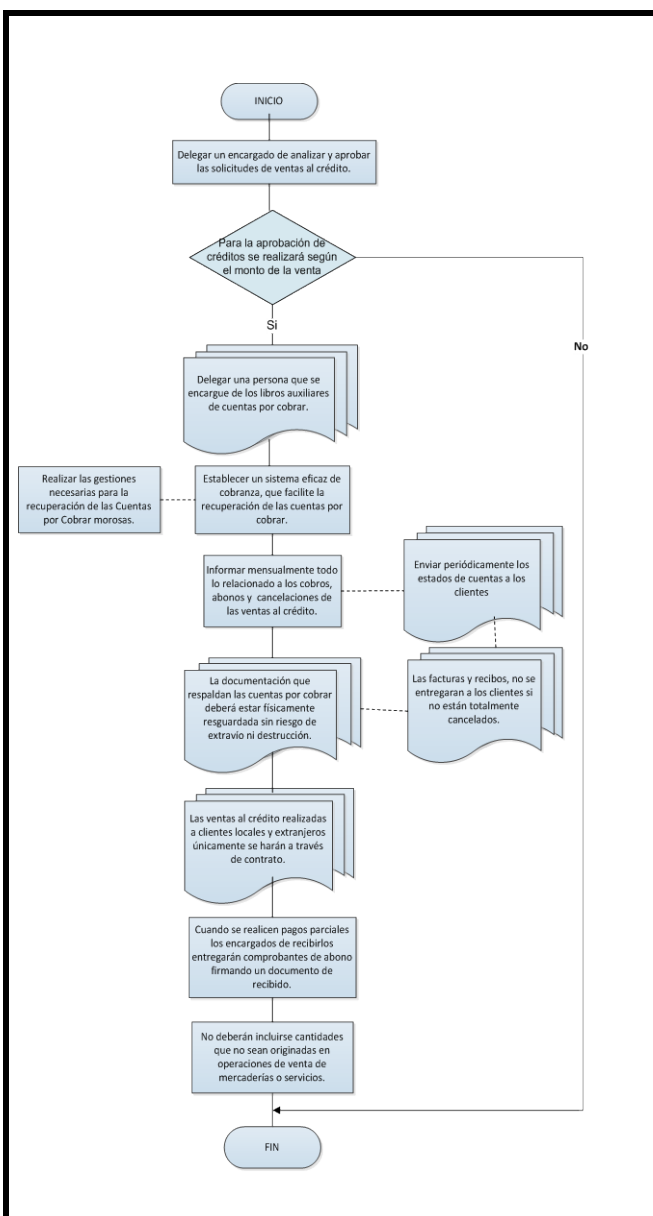 INICIO
Delegar un encargado de analizar y aprobar
las solicitudes de ventas al crédito.
Para la aprobación de
créditos se realizará según
el monto de la venta
Si
No
Delegar una persona que se
encargue de los libros auxiliares
de cuentas por cobrar.
Realizar las gestiones
necesarias para la
recuperación de las Cuentas
por Cobrar morosas.
Establecer un sistema eficaz de
cobranza, que facilite la
recuperación de las cuentas por
cobrar.
Informar mensualmente todo
lo relacionado a los cobros,
abonos y cancelaciones de
las ventas al crédito.
Enviar periódicamente los
estados de cuentas a los
clientes
La documentación que
respaldan las cuentas por cobrar
deberá estar físicamente
resguardada sin riesgo de
extravío ni destrucción.
Las facturas y recibos, no se
entregaran a los clientes si
no están totalmente
cancelados.
Las ventas al crédito realizadas
a clientes locales y extranjeros
únicamente se harán a través
de contrato.
Cuando se realicen pagos parciales
los encargados de recibirlos
entregarán comprobantes de abono
firmando un documento de
recibido.
No deberán incluirse cantidades
que no sean originadas en
operaciones de venta de
mercaderías o servicios.
FIN